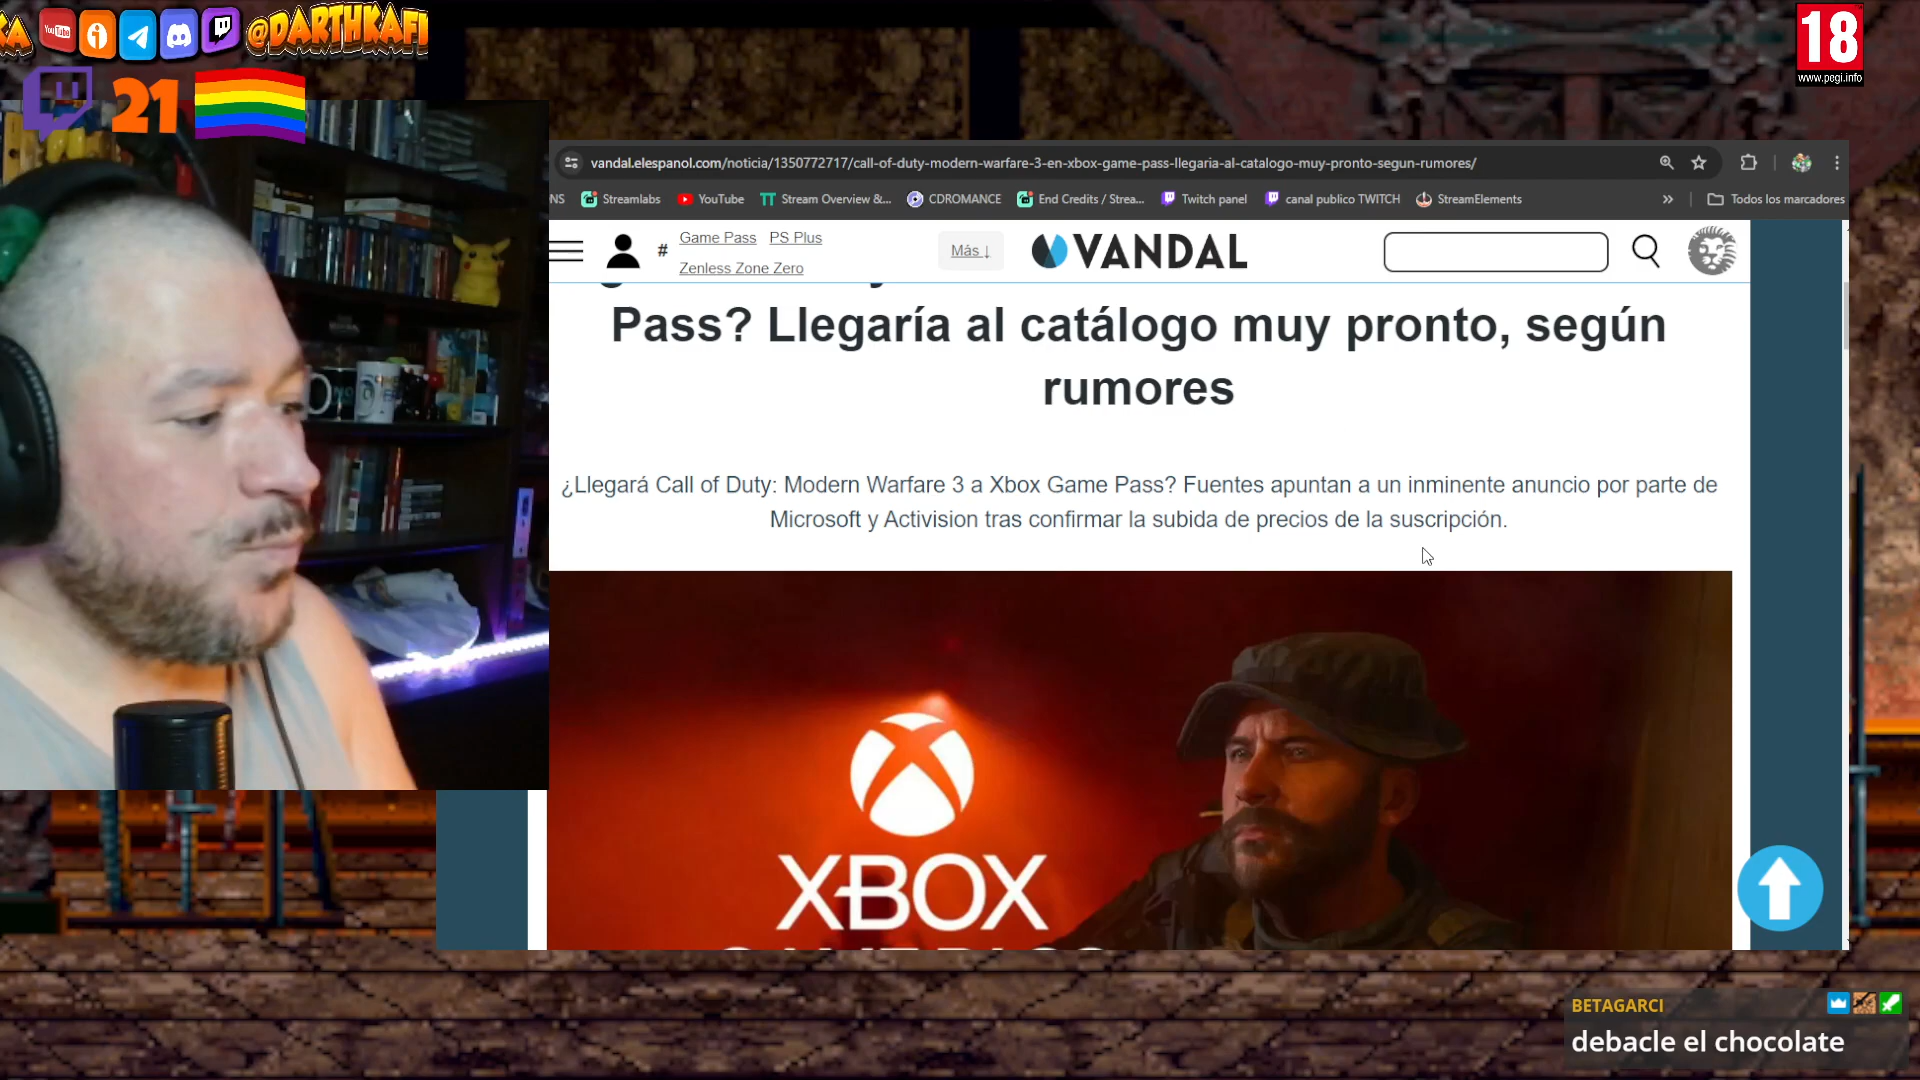 YouTube
@DARTHKAFI
21
18
www.pegi.info
vandal.elespanol.com/noticia/1350772717/call-of-duty-modern-warfare-3-en-xbox-game-pass-llegaria-al-catalogo-muy-pronto-segun-rumores/
NS Streamlabs YouTube Stream Overview &... CDROMANCE End Credits / Strea... Twitch panel canal publico TWITCH StreamElements » Todos los marcadores
# Game Pass PS Plus
Zenless Zone Zero
Más ↓
VANDAL
Pass? Llegaría al catálogo muy pronto, según
rumores
¿Llegará Call of Duty: Modern Warfare 3 a Xbox Game Pass? Fuentes apuntan a un inminente anuncio por parte de
Microsoft y Activision tras confirmar la subida de precios de la suscripción.
XBOX
GAME PASS
BETAGARCI
debacle el chocolate